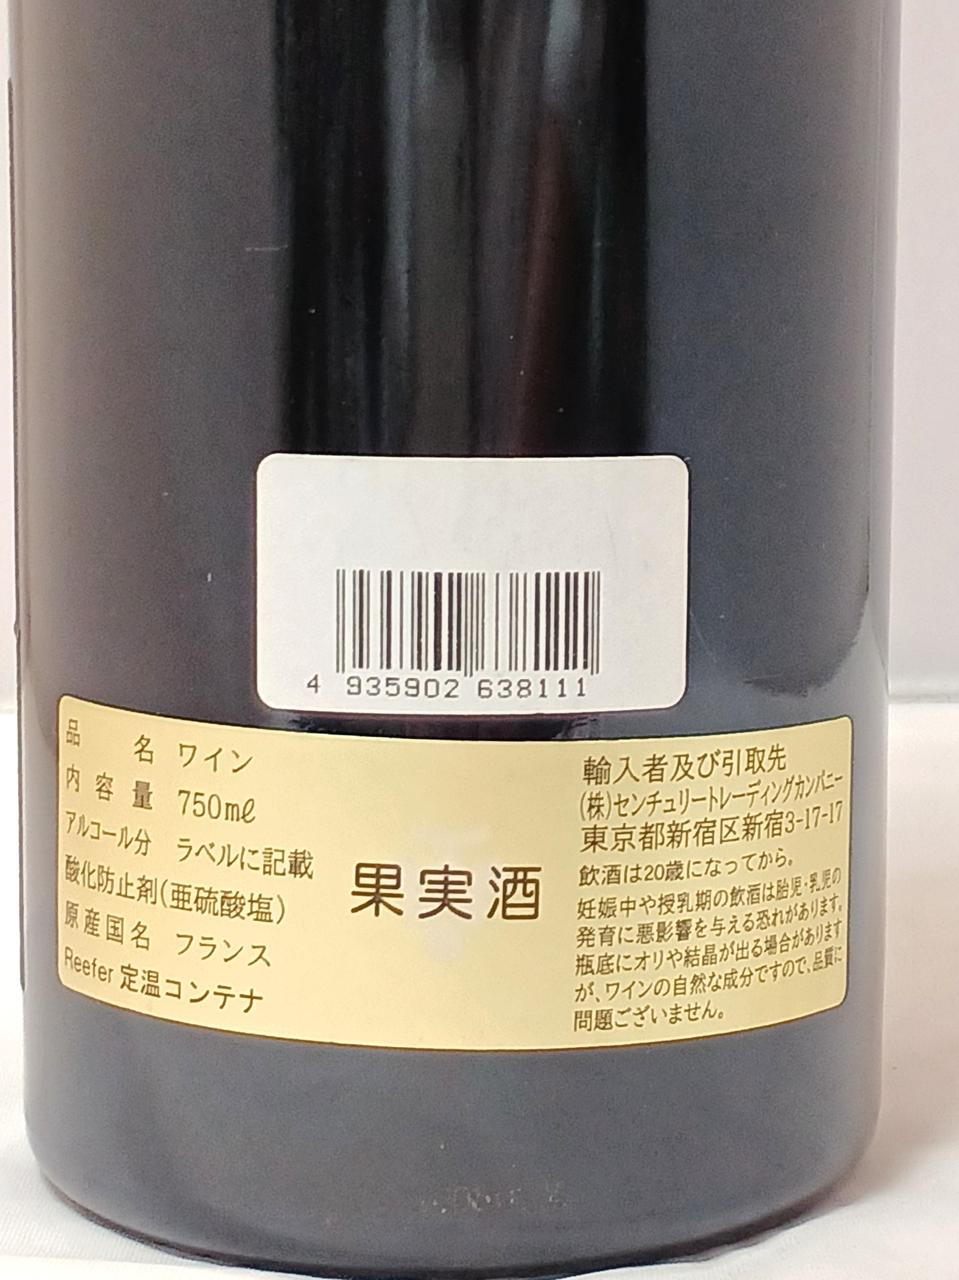 4 935902 638111
品名 ワイン
内容量 750mℓ
アルコール分 ラベルに記載
酸化防止剤(亜硫酸塩)
原産国名 フランス
Reefer 定温コンテナ
果実酒
輸入者及び引取先
(株)センチュリートレーディングカンパニー
東京都新宿区新宿3-17-17
飲酒は20歳になってから。
妊娠中や授乳期の飲酒は胎児・乳児の
発育に悪影響を与える恐れがあります。
瓶底にオリや結晶が出る場合があります
が、ワインの自然な成分ですので、品質に
問題ございません。